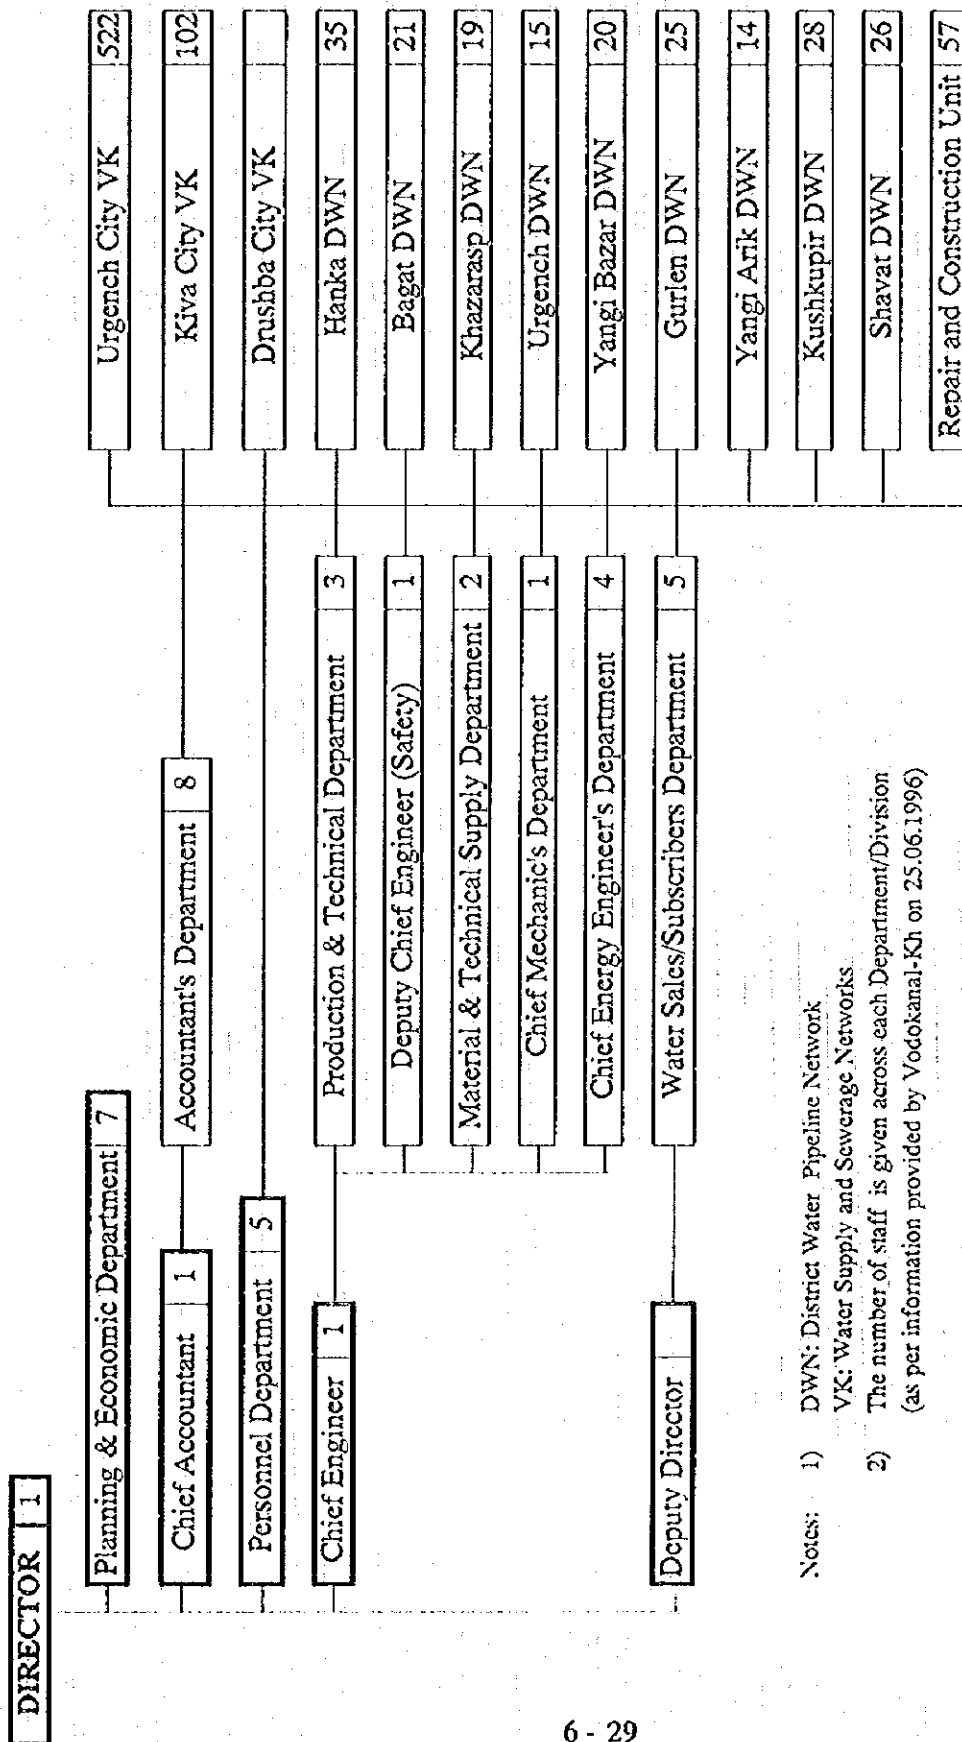 DIRECTOR 1
Planning & Economic Department 7
Chief Accountant 1
Accountant's Department 8
Personnel Department 5
Chief Engineer 1
Production & Technical Department 3
Deputy Chief Engineer (Safety) 1
Material & Technical Supply Department 2
Chief Mechanic's Department 1
Chief Energy Engineer's Department 4
Deputy Director
Water Sales/Subscribers Department 5
Urgench City VK 522
Kiva City VK 102
Drushba City VK
Hanka DWN 35
Bagat DWN 21
Khazarasp DWN 19
Urgench DWN 15
Yangi Bazar DWN 20
Gurlen DWN 25
Yangi Arik DWN 14
Kushkupir DWN 28
Shavat DWN 26
Repair and Construction Unit 57
Notes: 1) DWN: District Water Pipeline Network
VK: Water Supply and Sewerage Networks
2) The number of staff is given across each Department/Division
(as per information provided by Vodokanal-Kh on 25.06.1996)
6 - 29